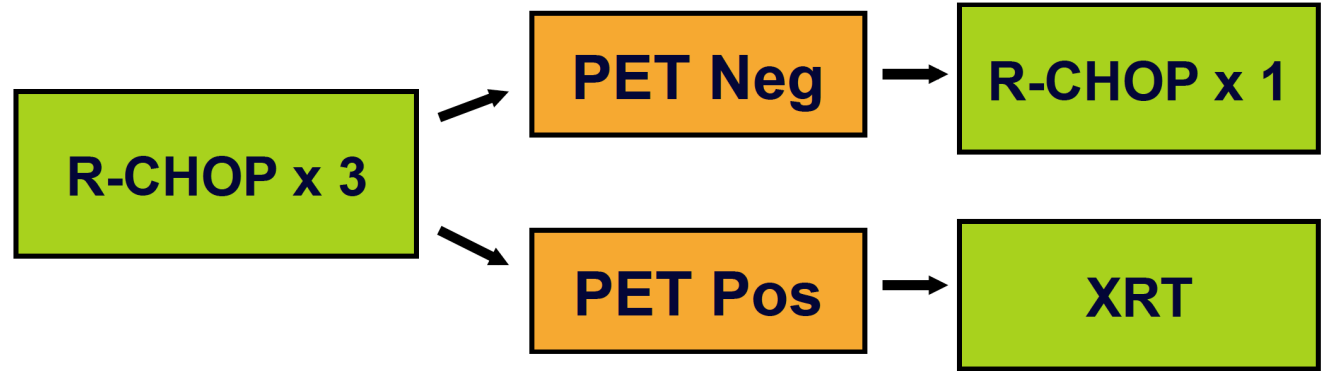 R-CHOP x 3
PET Neg
R-CHOP x 1
PET Pos
XRT